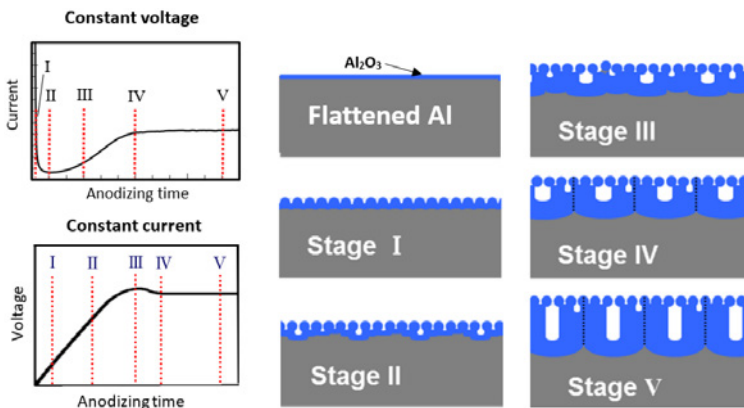 Constant voltage
I
II III IV V
Current
Anodizing time
Constant current
I II III IV V
Voltage
Anodizing time
Al₂O₃
Flattened Al
Stage I
Stage II
Stage III
Stage IV
Stage V